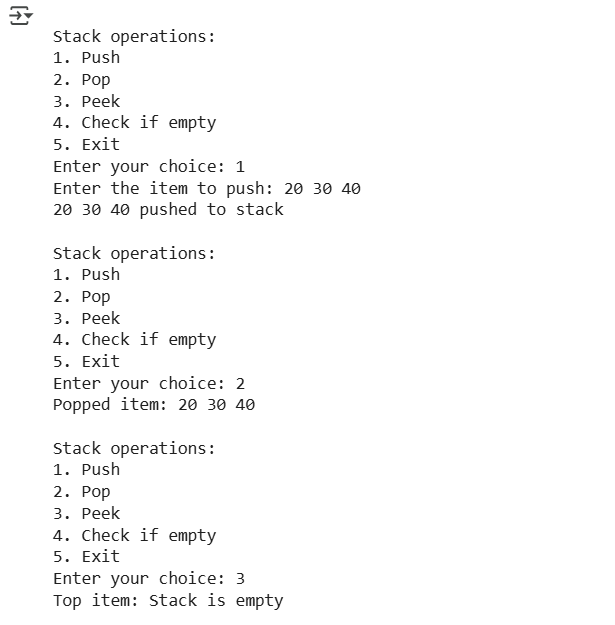 Stack operations:
1. Push
2. Pop
3. Peek
4. Check if empty
5. Exit
Enter your choice: 1
Enter the item to push: 20 30 40
20 30 40 pushed to stack
Stack operations:
1. Push
2. Pop
3. Peek
4. Check if empty
5. Exit
Enter your choice: 2
Popped item: 20 30 40
Stack operations:
1. Push
2. Pop
3. Peek
4. Check if empty
5. Exit
Enter your choice: 3
Top item: Stack is empty